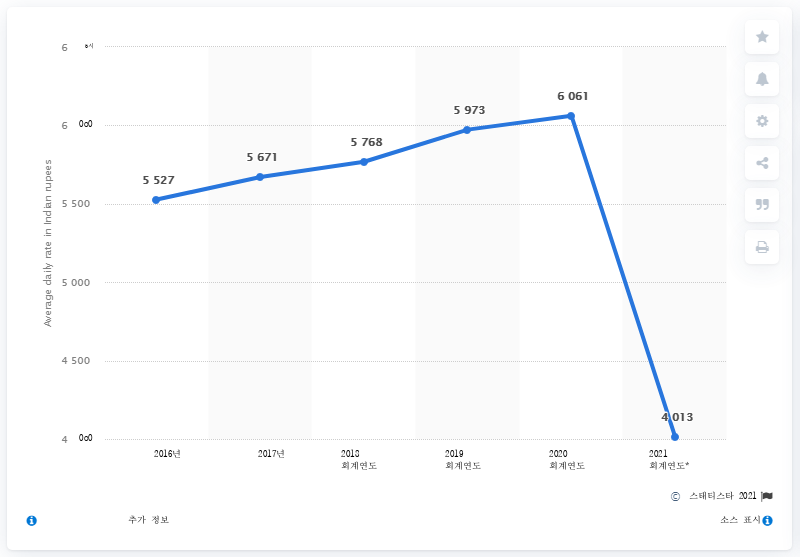 6
6 061
5 973
5 768
5 671
5 527
6 000
5 500
5 000
4 500
4 000
4 013
Average daily rate in Indian rupees
2016년
2017년
2018
회계연도
2019
회계연도
2020
회계연도
2021
회계연도*
© 스태티스타 2021
추가 정보
소스 표시